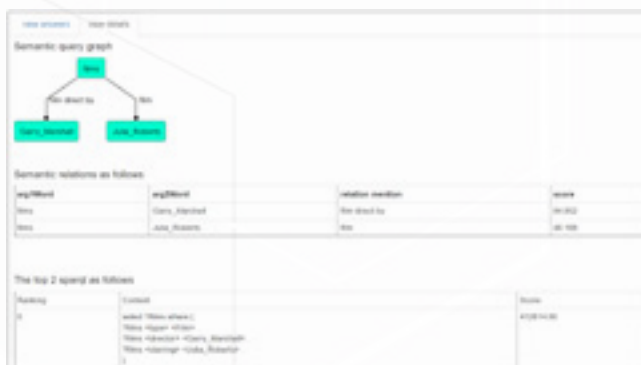 view answers view details
Semantic query graph
films
film direct by film
Garry_Marshall Julia_Roberts
Semantic relations as follows
arg1Word arg2Word relation mention score
films Garry_Marshall film direct by
films Julia_Roberts film
The top 2 sparql as follows
Ranking Content Score
0 select ?films where {
?films <type> <Film>
?films <director> <Garry_Marshall>
?films <starring> <Julia_Roberts>
}